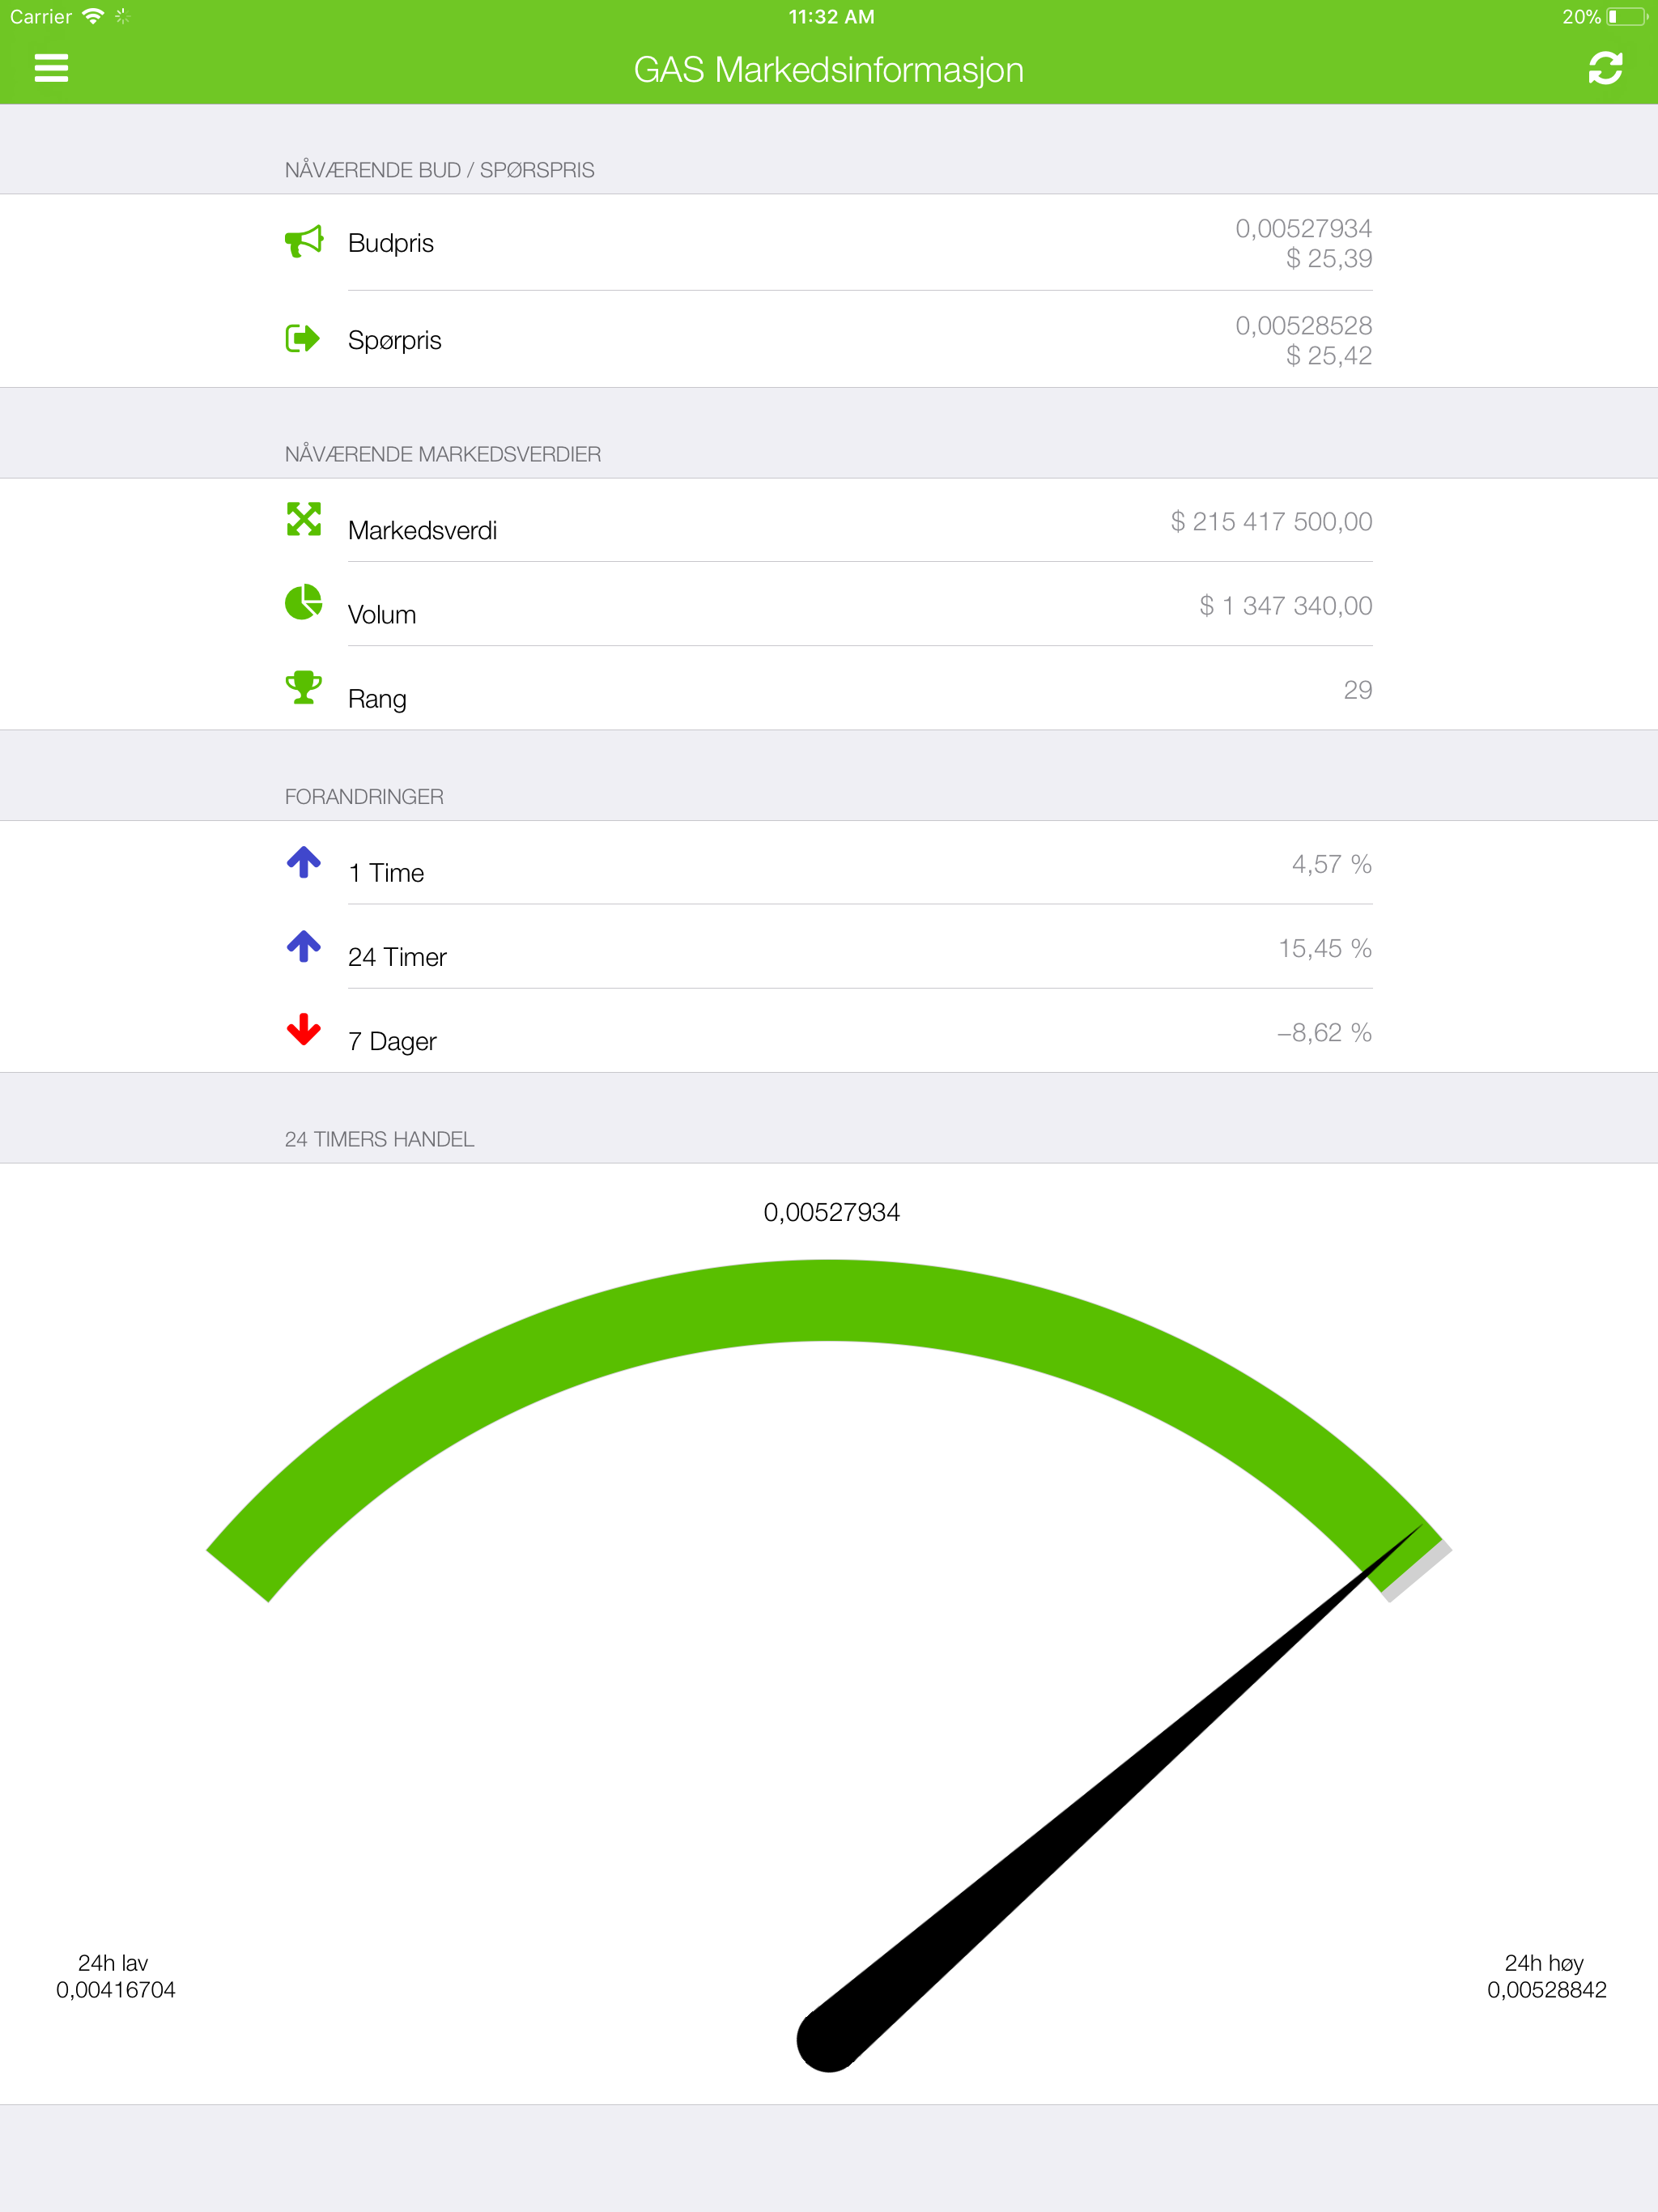 Carrier 11:32 AM 20%
GAS Markedsinformasjon
NÅVÆRENDE BUD / SPØRSPRIS
Budpris
0,00527934
$ 25,39
Spørpris
0,00528528
$ 25,42
NÅVÆRENDE MARKEDSVERDIER
Markedsverdi $ 215 417 500,00
Volum $ 1 347 340,00
Rang 29
FORANDRINGER
1 Time 4,57 %
24 Timer 15,45 %
7 Dager –8,62 %
24 TIMERS HANDEL
0,00527934
24h lav
0,00416704
24h høy
0,00528842